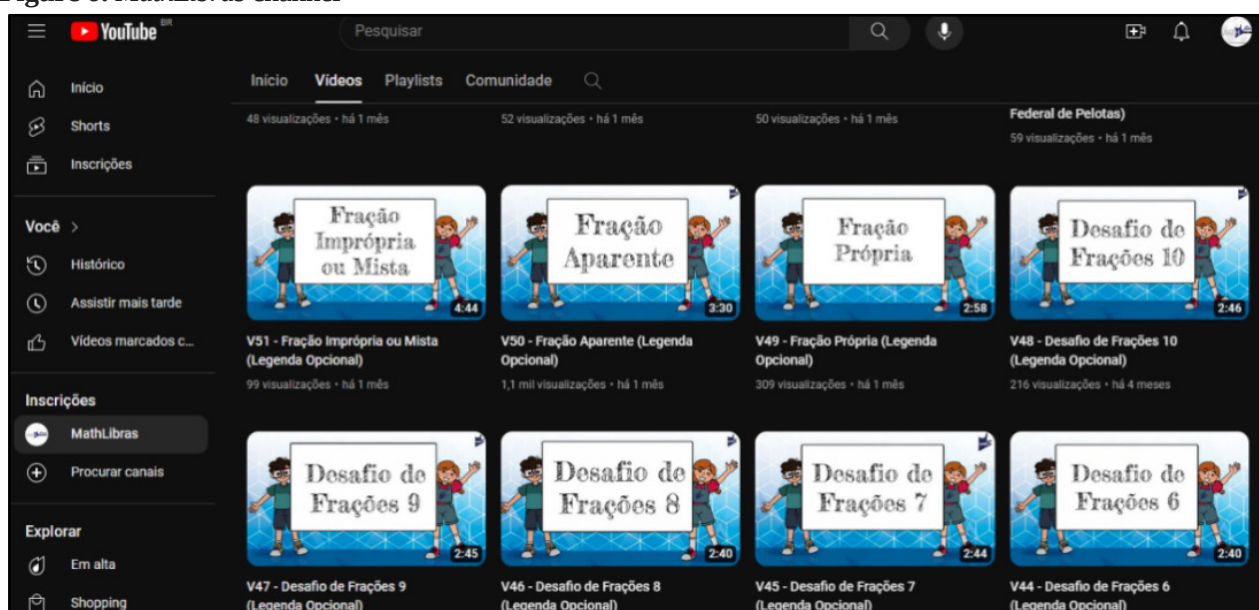 YouTube BR
Pesquisar
Início
Shorts
Inscrições
Você >
Histórico
Assistir mais tarde
Vídeos marcados c...
Inscrições
MathLibras
Procurar canais
Explorar
Em alta
Shopping
Início Vídeos Playlists Comunidade
48 visualizações • há 1 mês
52 visualizações • há 1 mês
50 visualizações • há 1 mês
Federal de Pelotas)
59 visualizações • há 1 mês
Fração
Imprópria
ou Mista
4:44
V51 - Fração Imprópria ou Mista
(Legenda Opcional)
99 visualizações • há 1 mês
Fração
Aparente
3:30
V50 - Fração Aparente (Legenda
Opcional)
1,1 mil visualizações • há 1 mês
Fração
Própria
2:58
V49 - Fração Própria (Legenda
Opcional)
309 visualizações • há 1 mês
Desafio de
Frações 10
2:46
V48 - Desafio de Frações 10
(Legenda Opcional)
216 visualizações • há 4 meses
Desafio de
Frações 9
2:45
V47 - Desafio de Frações 9
(Legenda Opcional)
Desafio de
Frações 8
2:40
V46 - Desafio de Frações 8
(Legenda Opcional)
Desafio de
Frações 7
2:44
V45 - Desafio de Frações 7
(Legenda Opcional)
Desafio de
Frações 6
2:40
V44 - Desafio de Frações 6
(Legenda Opcional)